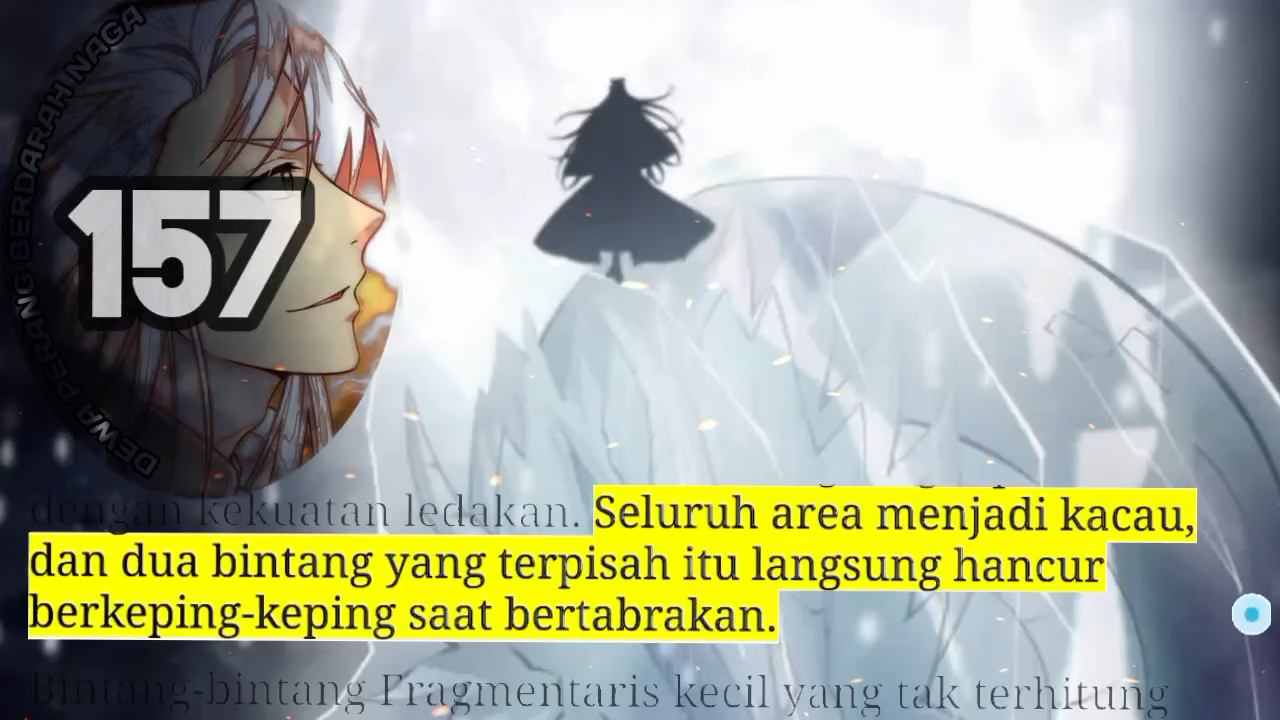 DEWA PERANG BERDARAH NAGA
157
dengan kekuatan ledakan. Seluruh area menjadi kacau,
dan dua bintang yang terpisah itu langsung hancur
berkeping-keping saat bertabrakan.
Bintang-bintang Fragmentaris kecil yang tak terhitung